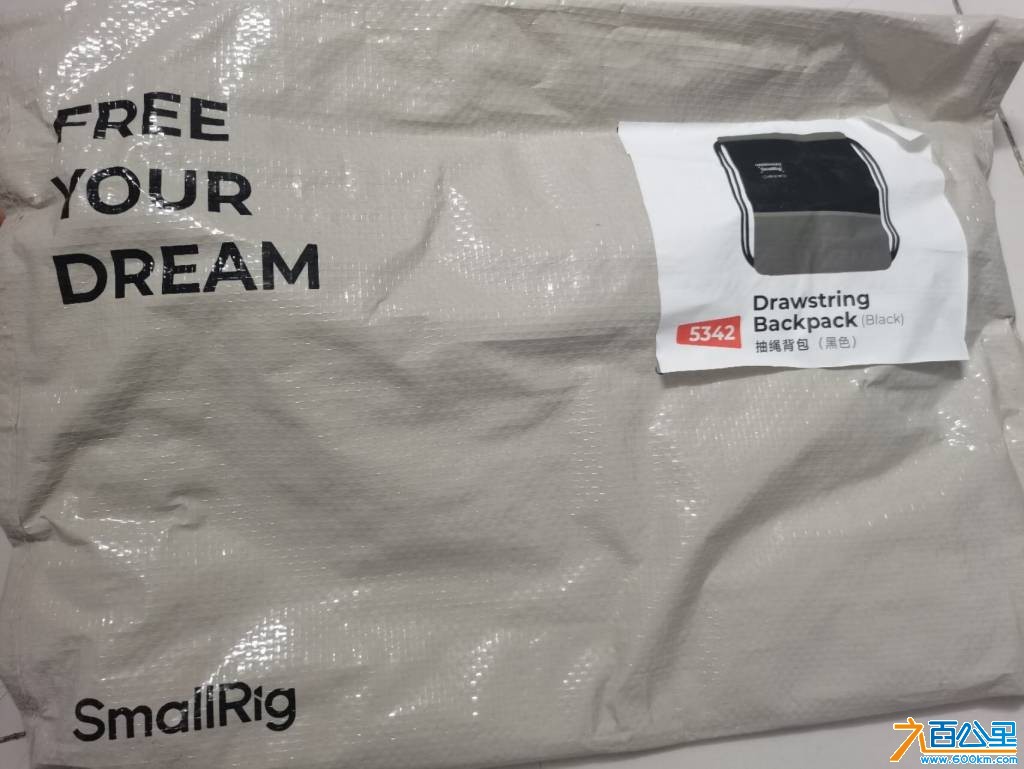 FREE
YOUR
DREAM
Drawstring
Backpack (Black)
5342
抽绳背包（黑色）
SmallRig
九百公里
www.600km.com